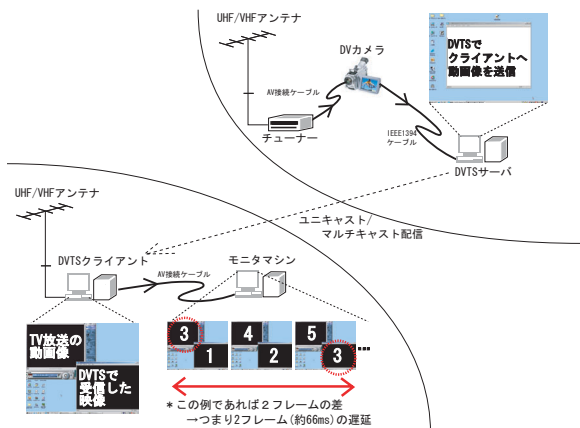 UHF/VHFアンテナ
DVカメラ
DVTSで
クライアントへ
動画像を送信
AV接続ケーブル
チューナー
IEEE1394
ケーブル
DVTSサーバ
UHF/VHFアンテナ
ユニキャスト/
マルチキャスト配信
DVTSクライアント
AV接続ケーブル
モニタマシン
TV放送の
動画像
DVTSで
受信した
映像
3 4 5
1 2 3
*この例であれば2フレームの差
→つまり2フレーム(約66ms)の遅延